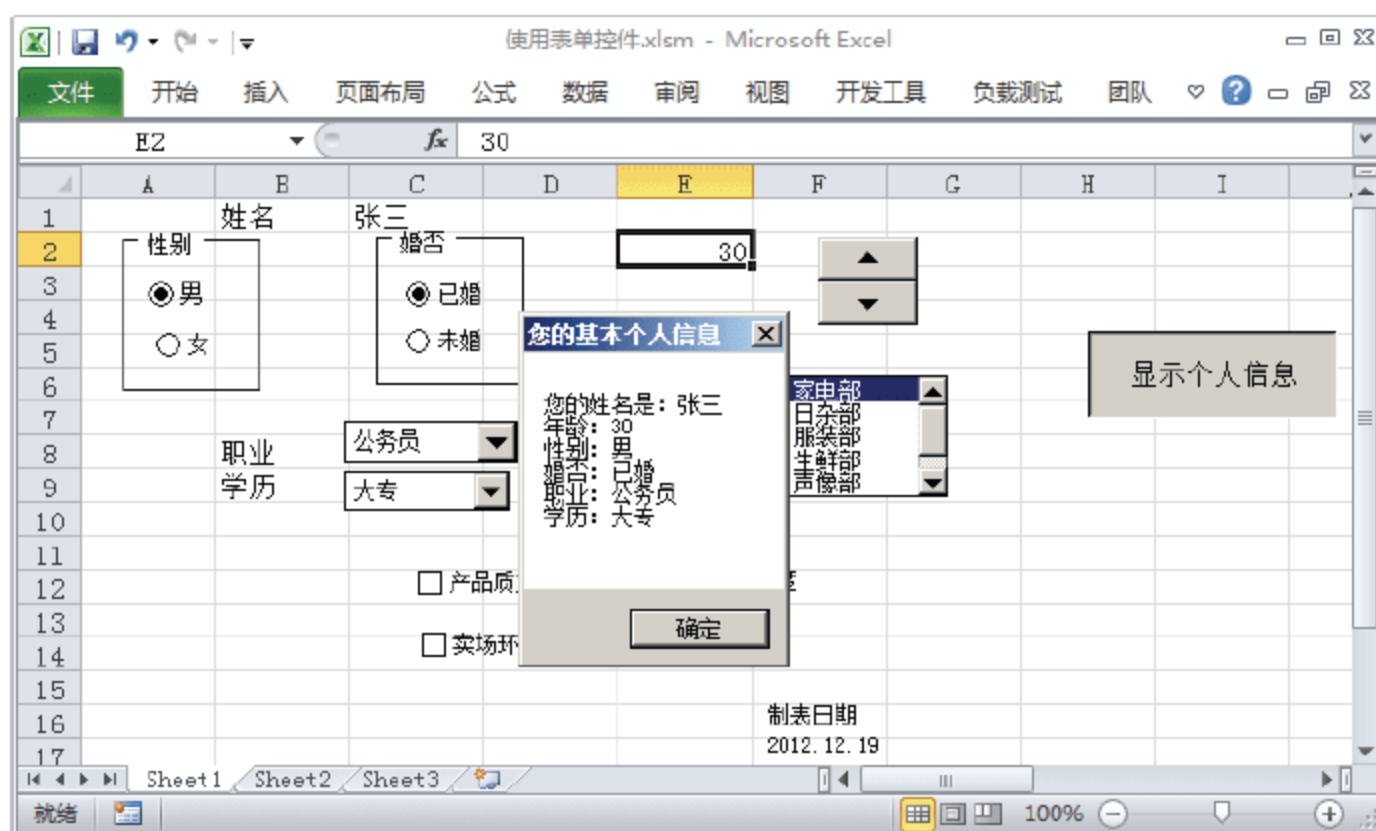 使用表单控件.xlsm - Microsoft Excel
文件 开始 插入 页面布局 公式 数据 审阅 视图 开发工具 负载测试 团队
E2 fx 30
A B C D E F G H I
1 姓名 张三
性别 婚否
2 30
3 男 已婚
4 未婚
5 女
显示个人信息
您的基本个人信息
您的姓名是：张三
年龄：30
性别：男
婚否：已婚
职业：公务员
学历：大专
确定
6 家电部
7 日杂部
服装部
生鲜部
声像部
8 职业 公务员
9 学历 大专
10
11
12 产品质
13
14 卖场环
15
16 制表日期
17 2012.12.19
Sheet1 Sheet2 Sheet3
就绪 100%